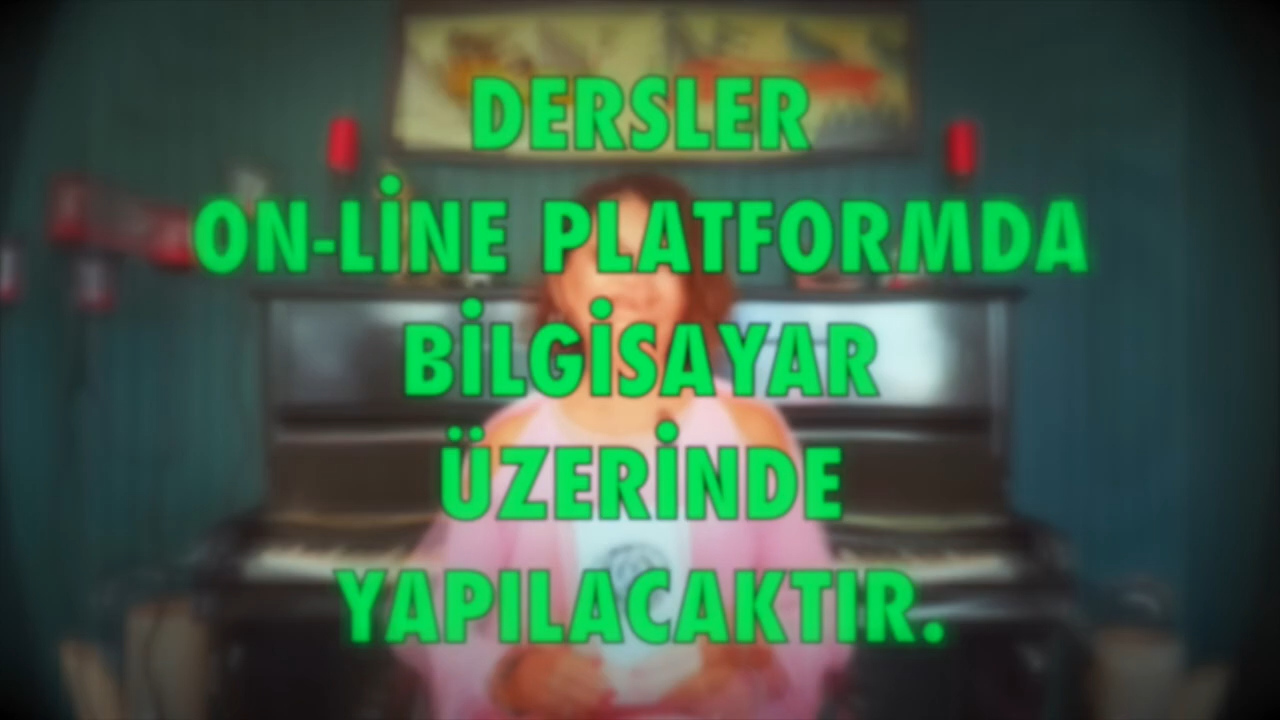 DERSLER
ON-LİNE PLATFORMDA
BİLGİSAYAR
ÜZERİNDE
YAPILACAKTIR.